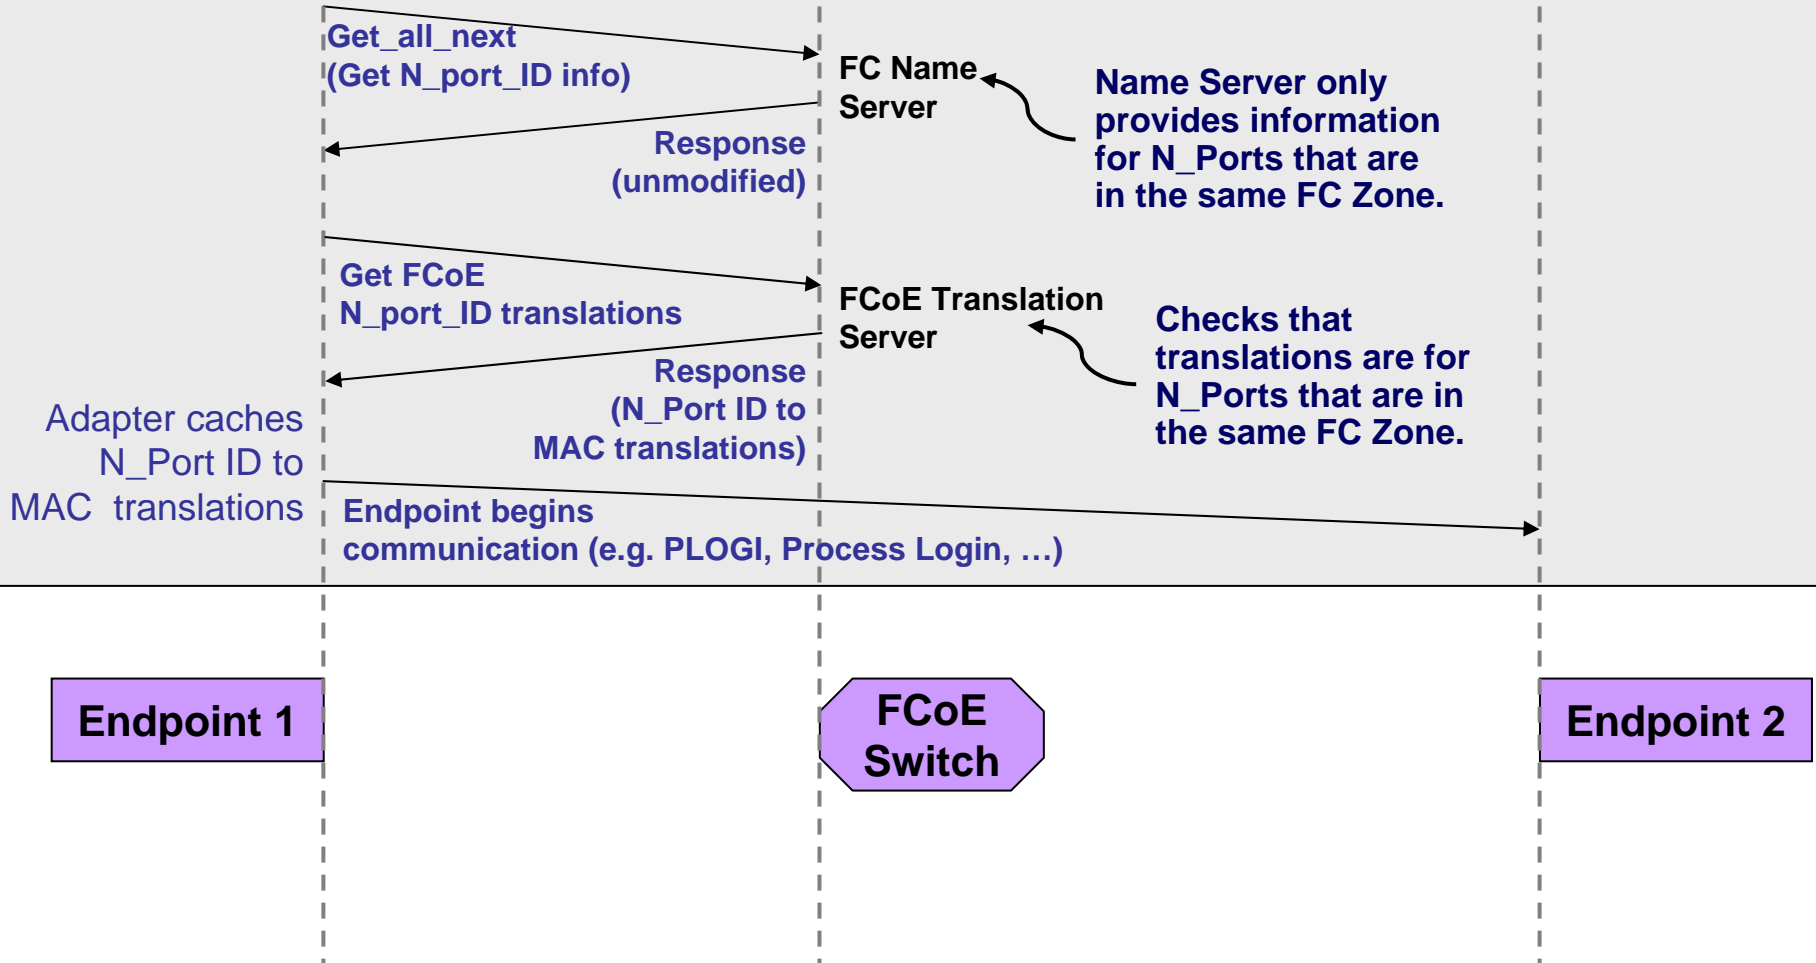 Get_all_next
(Get N_port_ID info)
FC Name
Server
Name Server only
provides information
for N_Ports that are
in the same FC Zone.
Response
(unmodified)
Get FCoE
N_port_ID translations
FCoE Translation
Server
Checks that
translations are for
N_Ports that are in
the same FC Zone.
Response
(N_Port ID to
MAC translations)
Adapter caches
N_Port ID to
MAC  translations
Endpoint begins
communication (e.g. PLOGI, Process Login, …)
Endpoint 1
FCoE
Switch
Endpoint 2